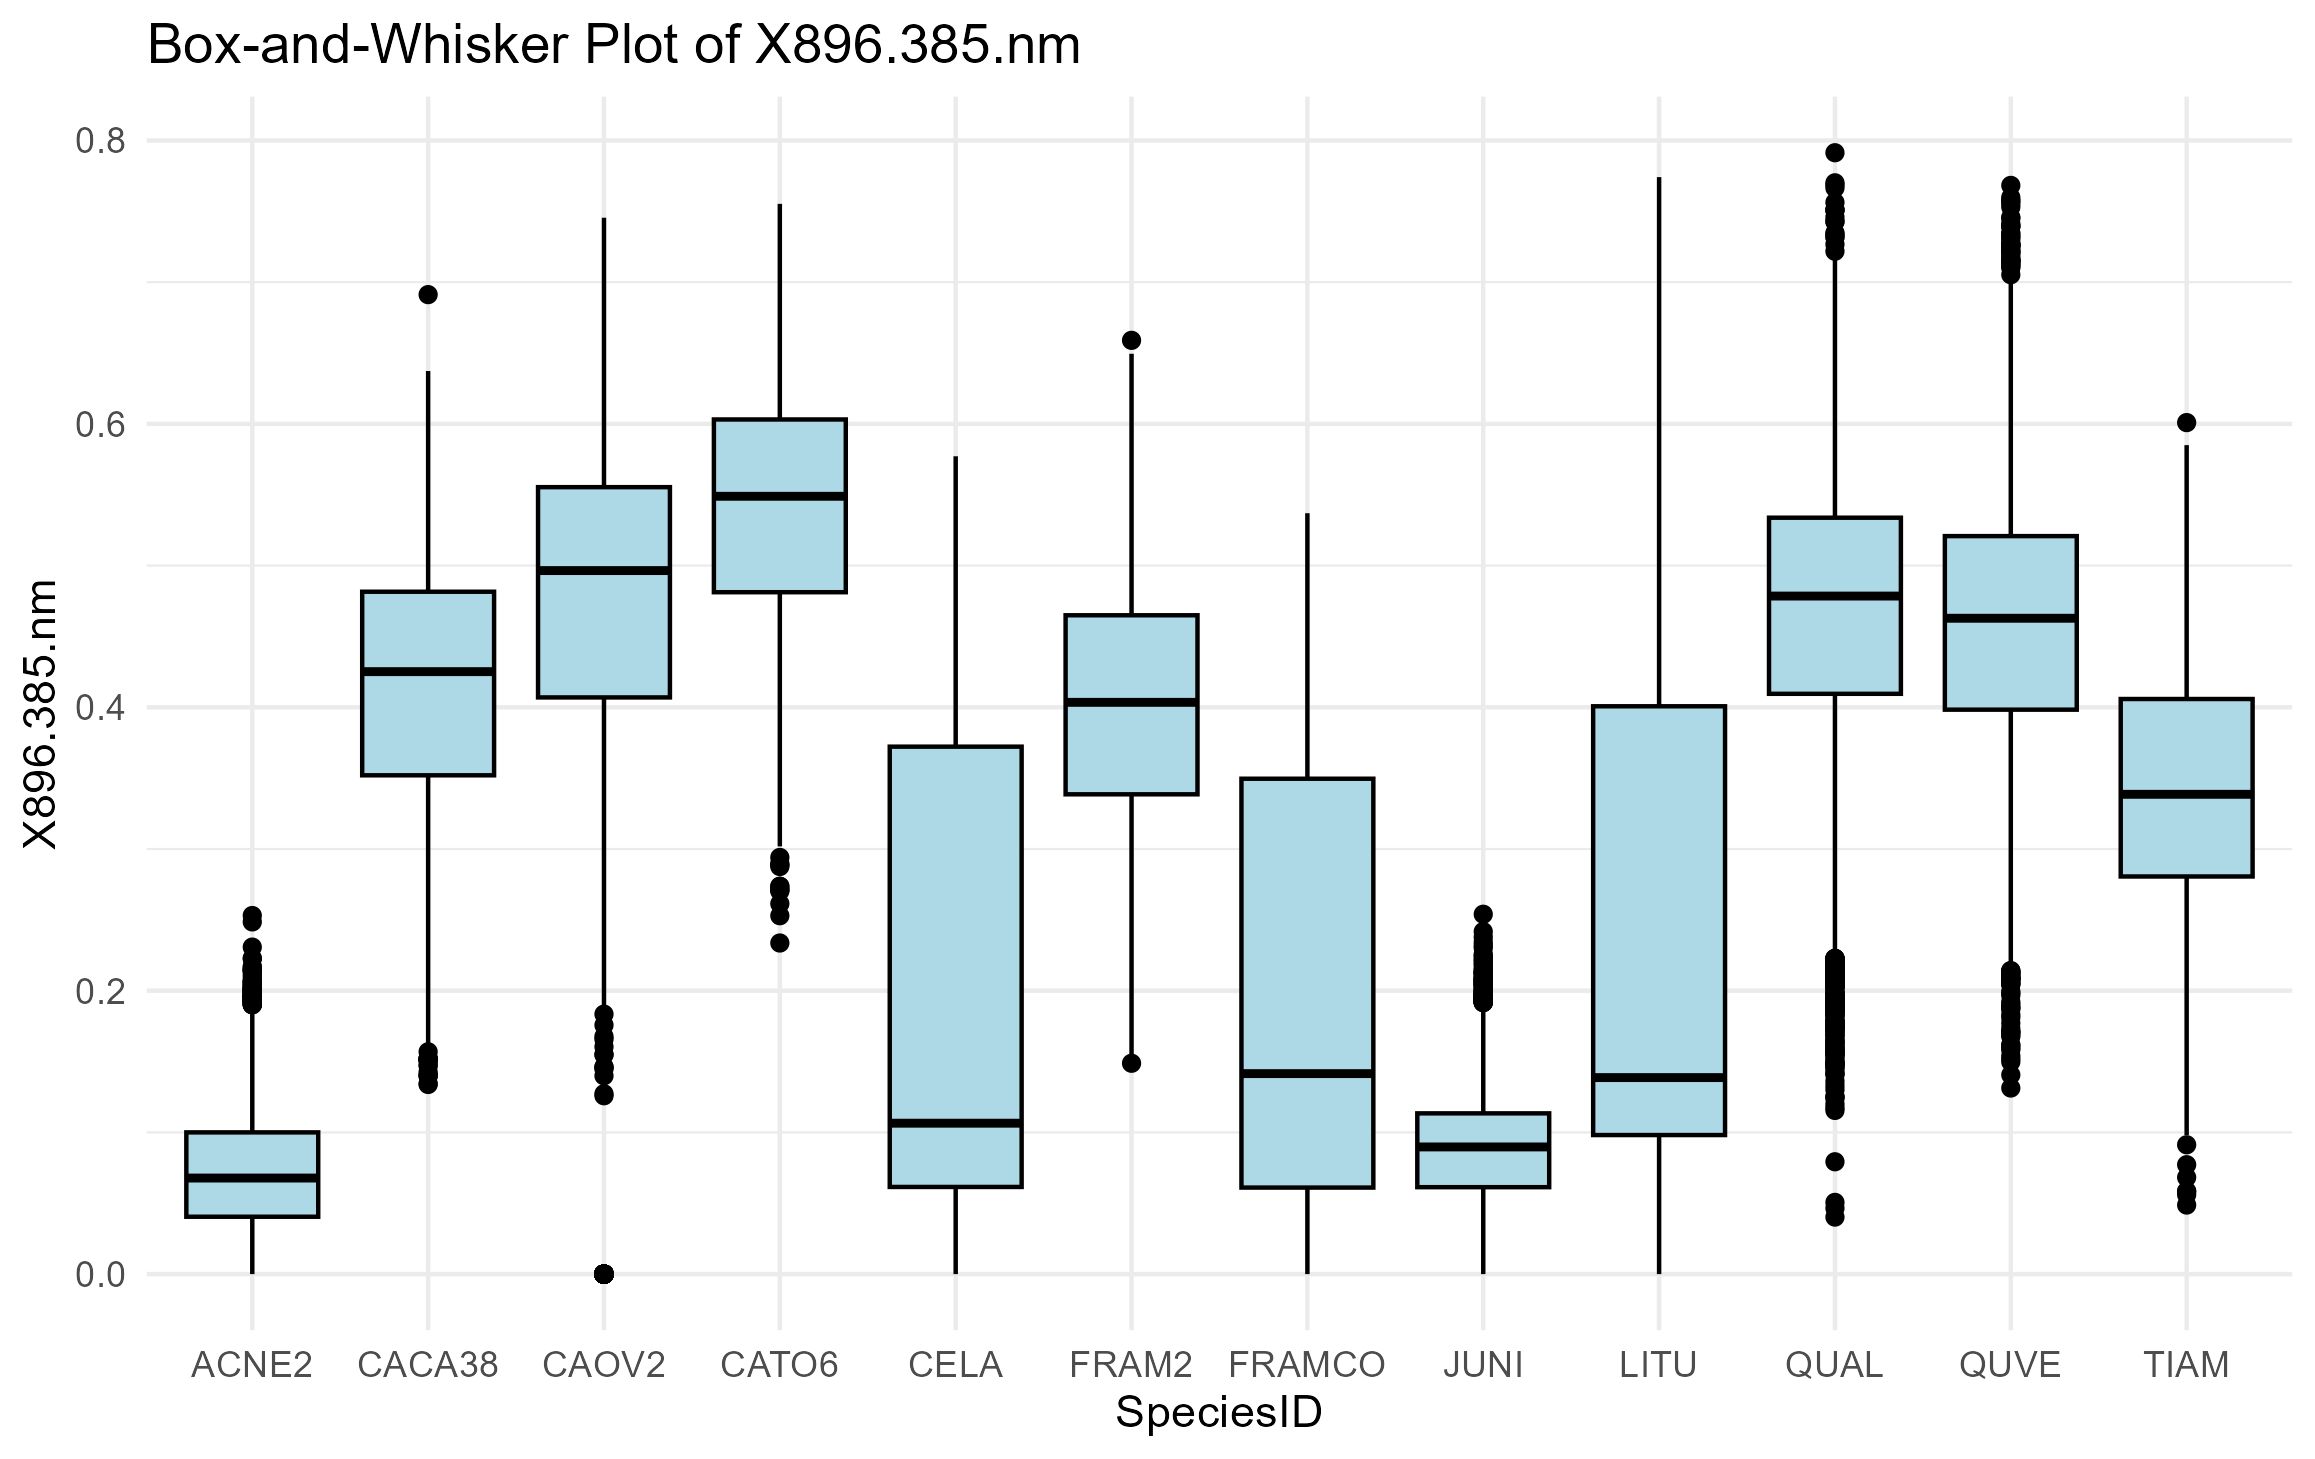 Box-and-Whisker Plot of X896.385.nm
X896.385.nm
0.8
0.6
0.4
0.2
0.0
ACNE2 CACA38 CAOV2 CATO6 CELA FRAM2 FRAMCO JUNI LITU QUAL QUVE TIAM
SpeciesID